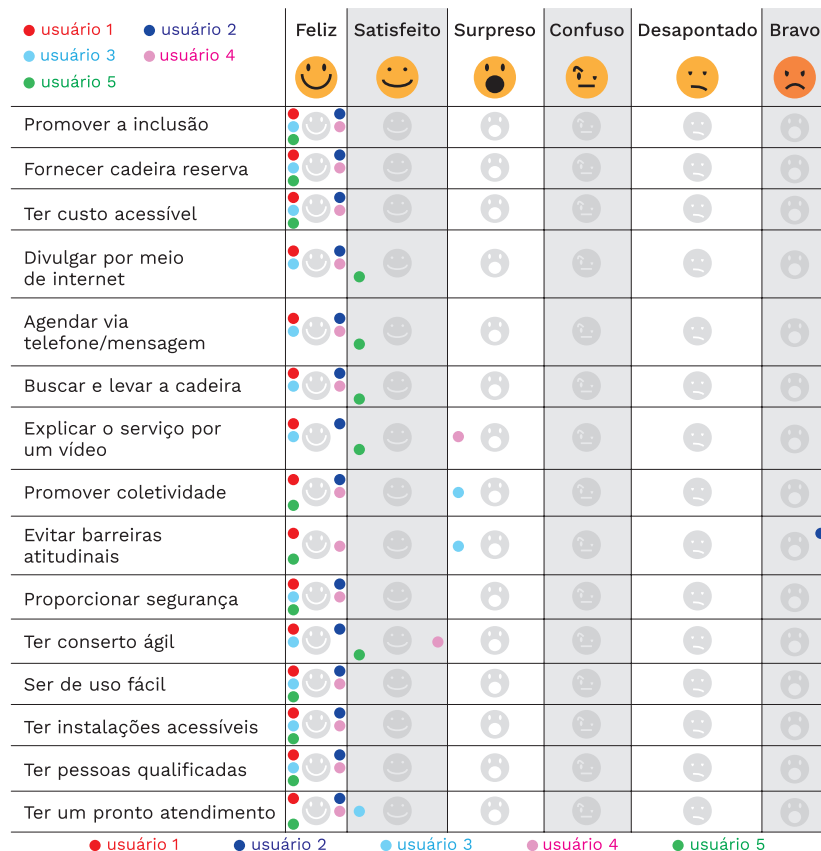 usuário 1 usuário 2
usuário 3 usuário 4
usuário 5
Feliz Satisfeito Surpreso Confuso Desapontado Bravo
Promover a inclusão
Fornecer cadeira reserva
Ter custo acessível
Divulgar por meio
de internet
Agendar via
telefone/mensagem
Buscar e levar a cadeira
Explicar o serviço por
um vídeo
Promover coletividade
Evitar barreiras
atitudinais
Proporcionar segurança
Ter conserto ágil
Ser de uso fácil
Ter instalações acessíveis
Ter pessoas qualificadas
Ter um pronto atendimento
usuário 1 usuário 2 usuário 3 usuário 4 usuário 5